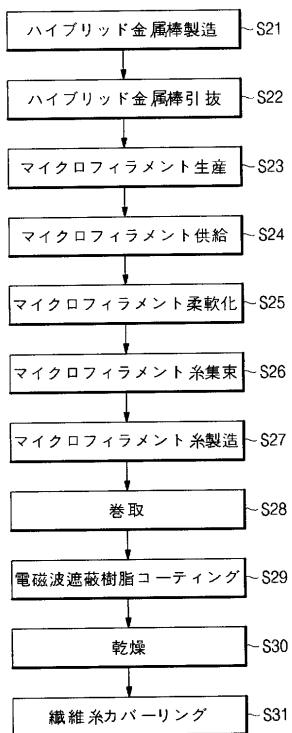 ハイブリッド金属棒製造 S21
ハイブリッド金属棒引抜 S22
マイクロフィラメント生産 S23
マイクロフィラメント供給 S24
マイクロフィラメント柔軟化 S25
マイクロフィラメント糸集束 S26
マイクロフィラメント糸製造 S27
巻取 S28
電磁波遮蔽樹脂コーティング S29
乾燥 S30
繊維糸カバーリング S31